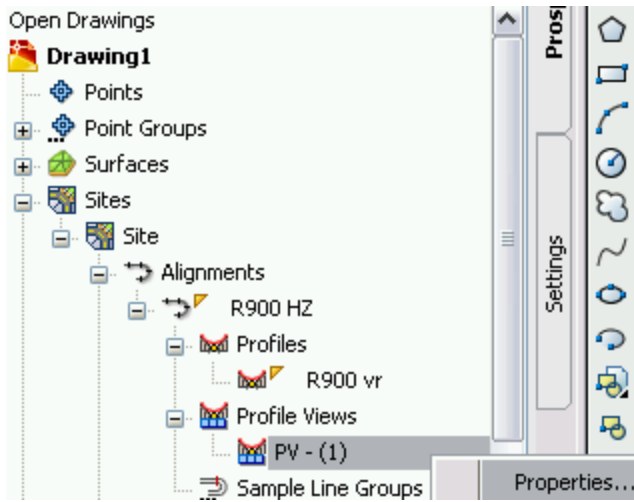 Open Drawings
Drawing1
Points
Point Groups
Surfaces
Sites
Site
Alignments
R900 HZ
Profiles
R900 vr
Profile Views
PV - (1)
Sample Line Groups
Properties...
Prosp
Settings